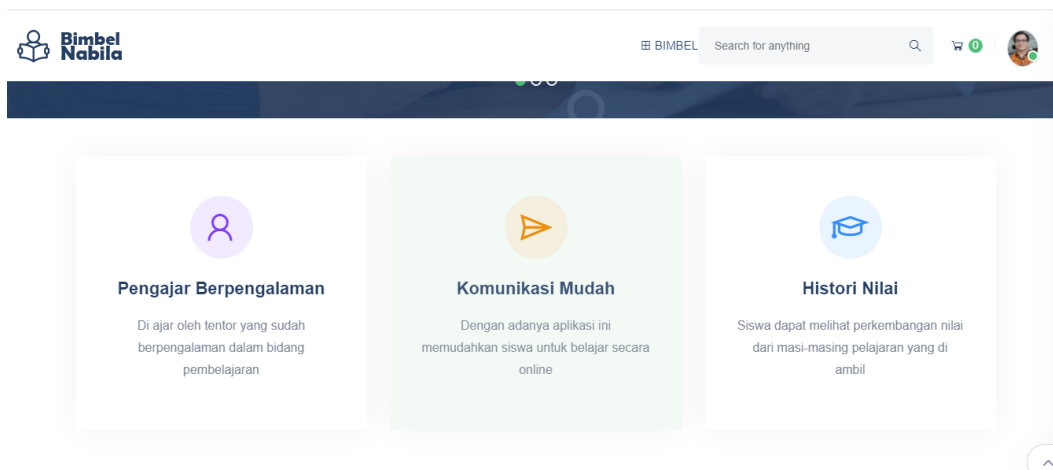 Bimbel
Nabila
BIMBEL
Search for anything
0
Pengajar Berpengalaman
Di ajar oleh tentor yang sudah
berpengalaman dalam bidang
pembelajaran
Komunikasi Mudah
Dengan adanya aplikasi ini
memudahkan siswa untuk belajar secara
online
Histori Nilai
Siswa dapat melihat perkembangan nilai
dari masi-masing pelajaran yang di
ambil